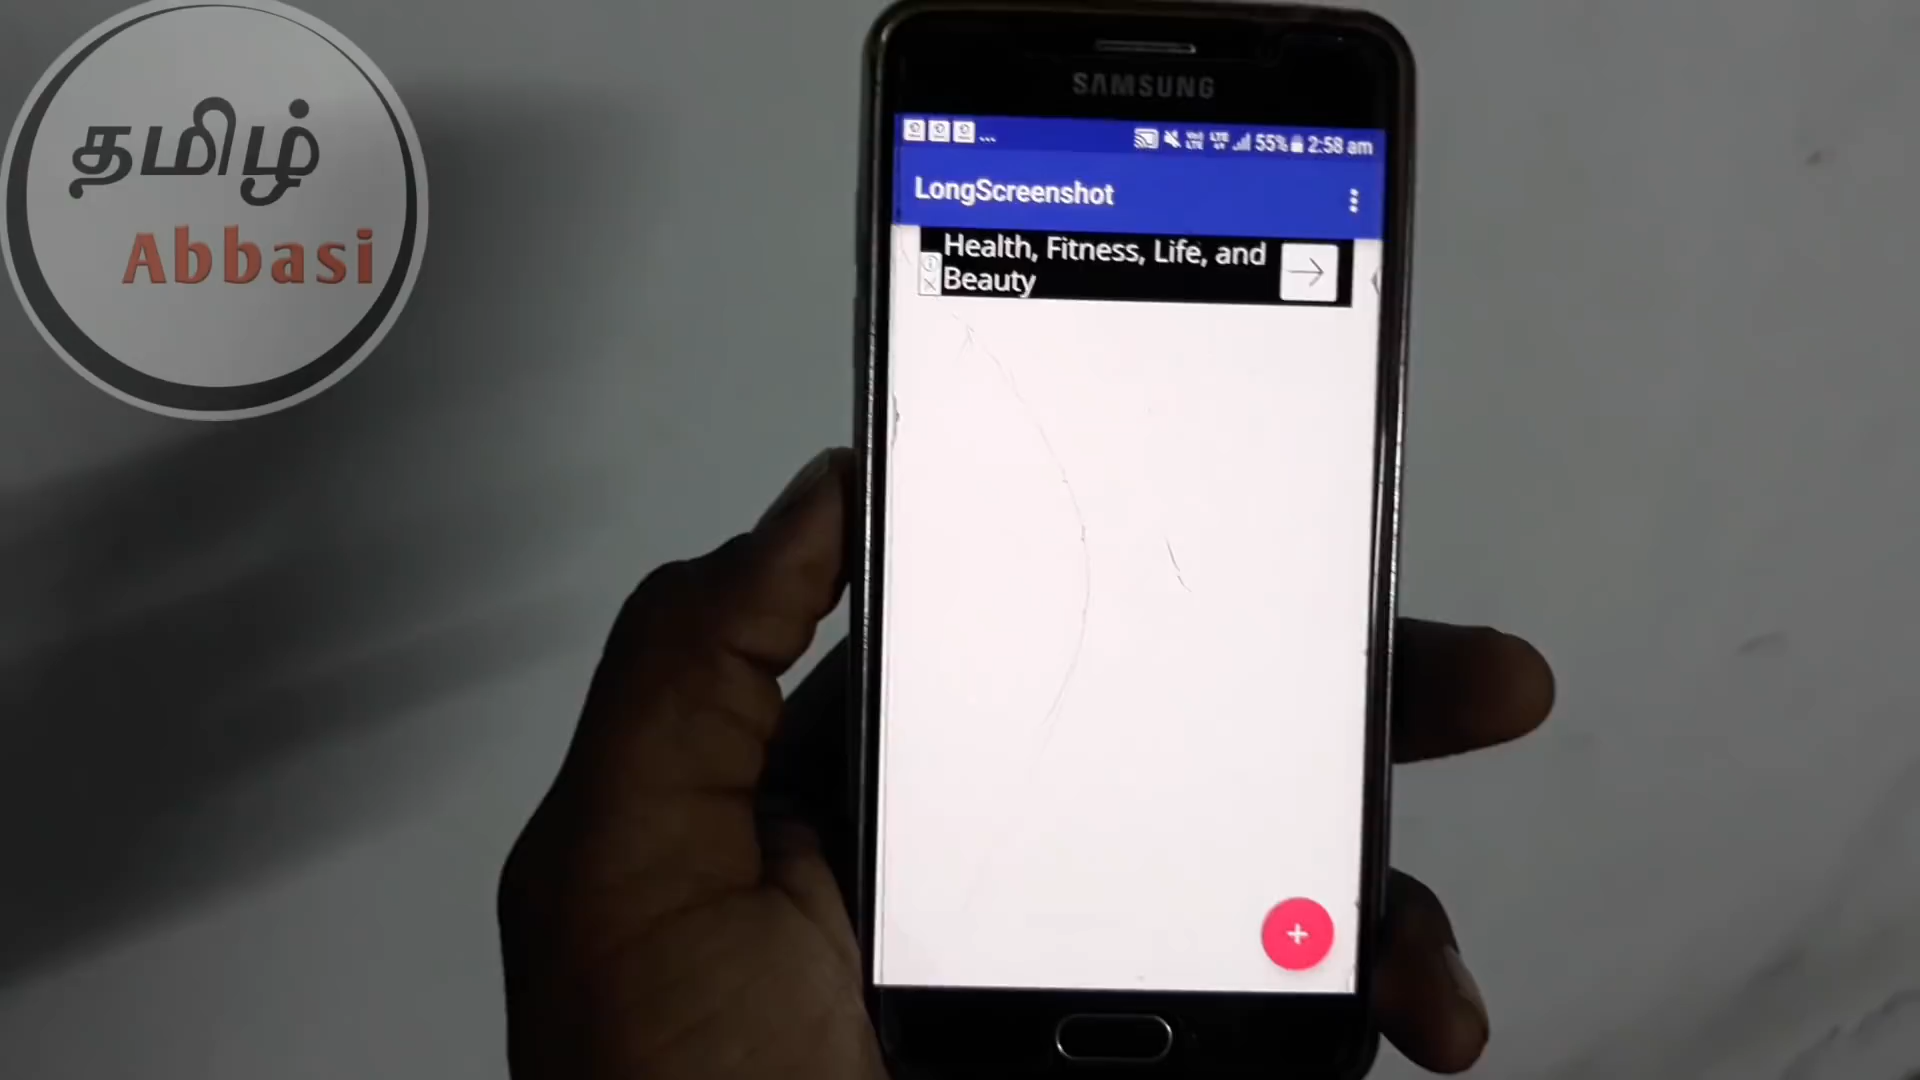 தமிழ்
Abbasi
SAMSUNG
... 55% 2:58 am
LongScreenshot
Health, Fitness, Life, and
Beauty